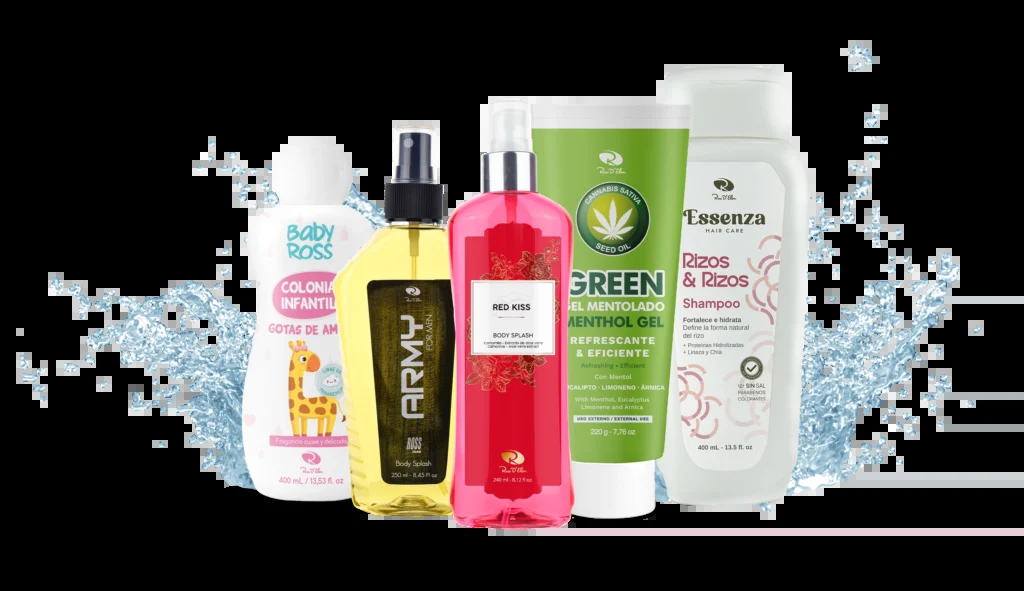 Baby
ROSS
COLONIA
INFANTIL
GOTAS DE AM
Fragancia suave y delicada
400 mL / 13,53 fl. oz
ARMY
FOR MEN
ROSS
Body Splash
250 ml - 8,45 fl oz
RED KISS
BODY SPLASH
240 ml - 8,12 fl oz
CANNABIS SATIVA
SEED OIL
GREEN
GEL MENTOLADO
MENTHOL GEL
REFRESCANTE
& EFICIENTE
Refreshing & Efficient
Con Mentol
EUCALIPTO · LIMONENO · ÁRNICA
With Menthol, Eucalyptus
Limonene and Arnica
USO EXTERNO / EXTERNAL USE
220 g - 7,76 oz
Essenza
HAIR CARE
Rizos
& Rizos
Shampoo
Fortalece e hidrata
Define la forma natural
del rizo
+ Proteínas Hidrolizadas
+ Linaza y Chía
SIN SAL
PARABENOS
COLORANTES
400 mL - 13.5 fl. oz